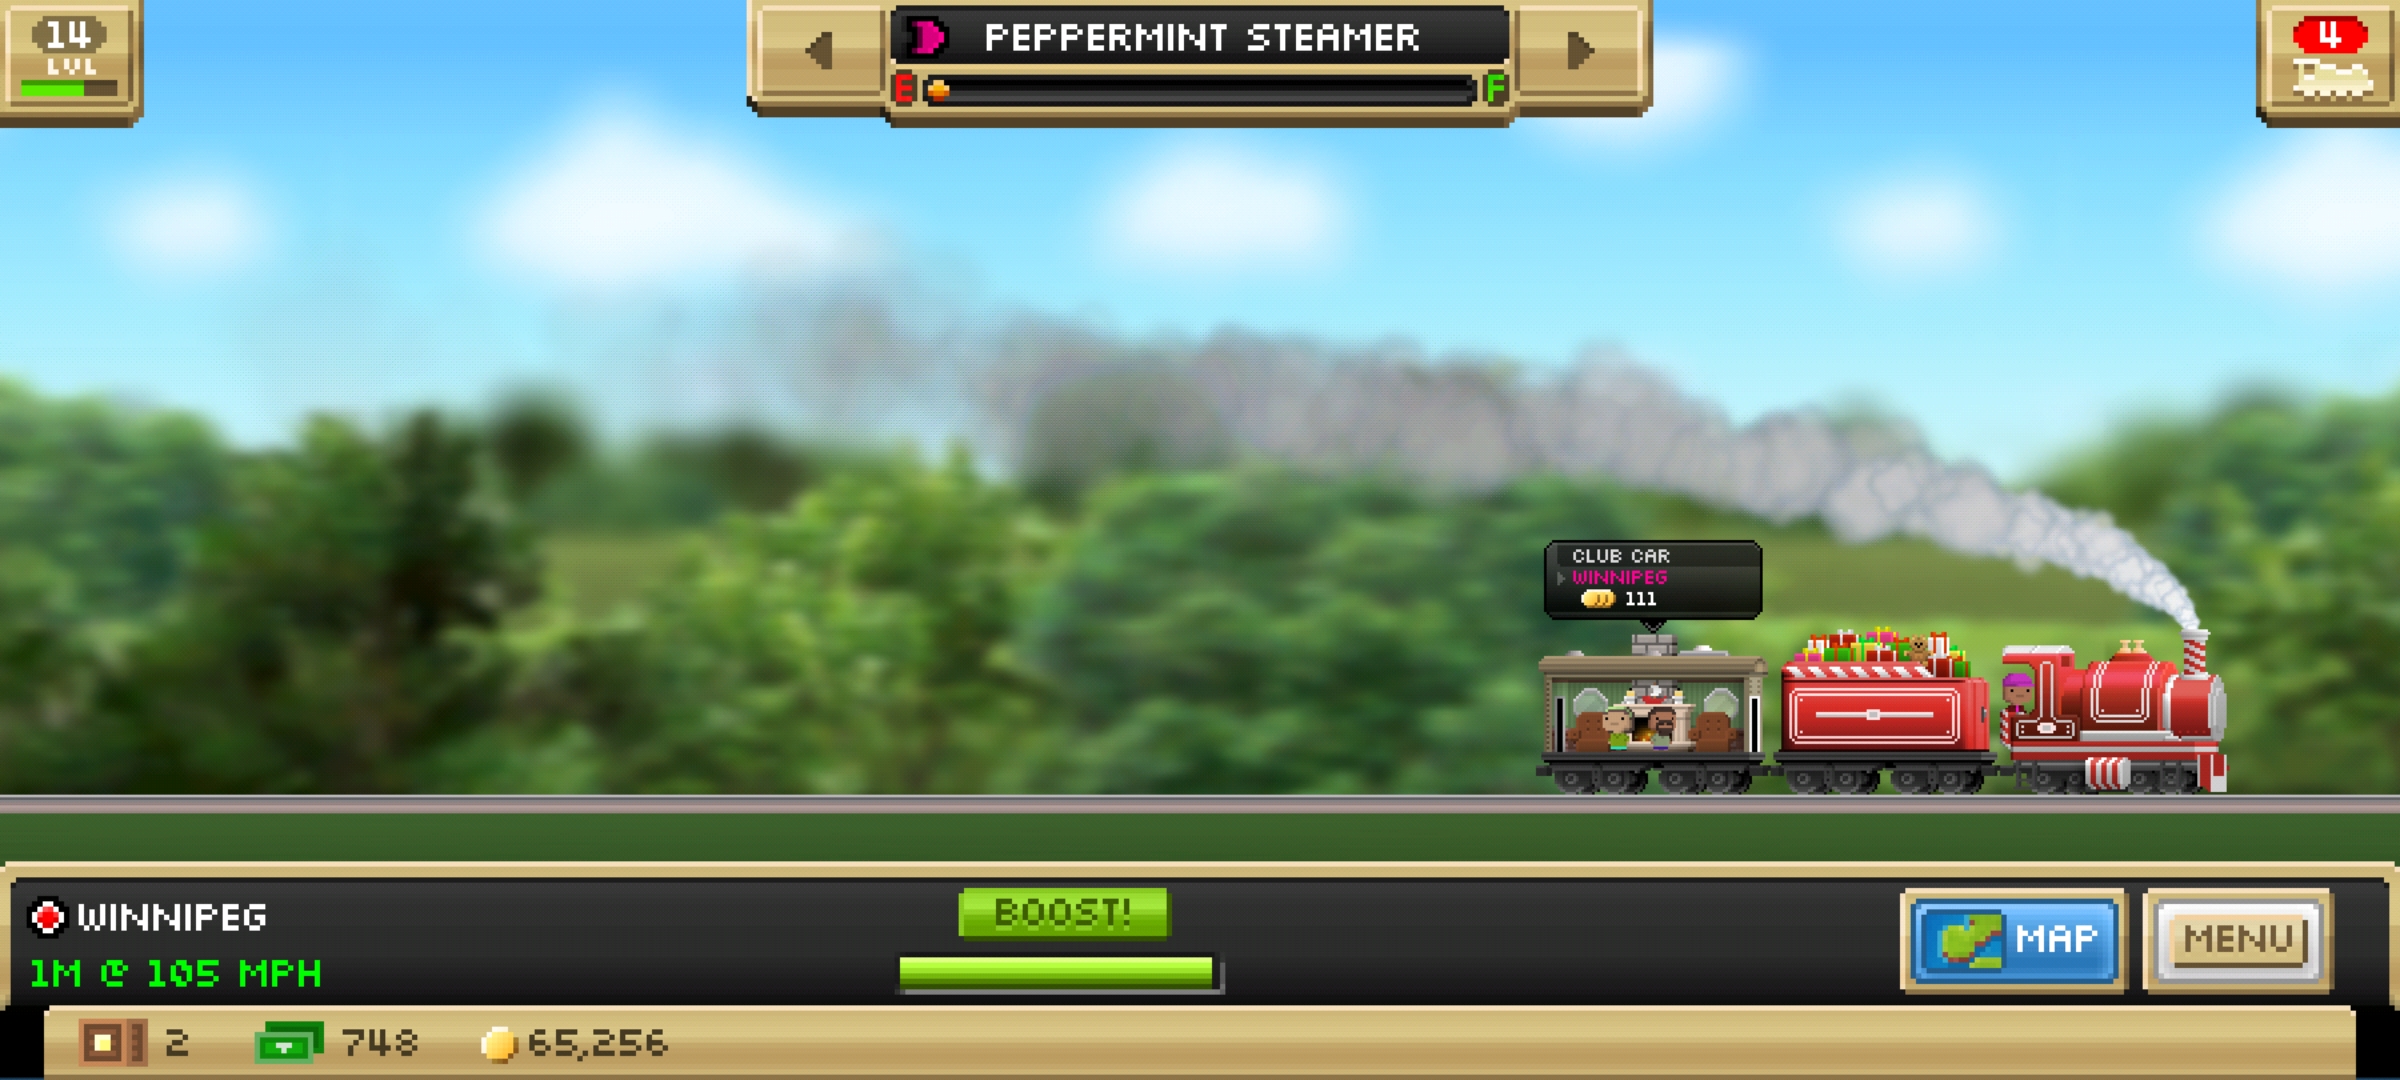 14
LVL
PEPPERMINT STEAMER
E F
4
CLUB CAR
WINNIPEG
111
WINNIPEG
1M @ 105 MPH
BOOST!
MAP
MENU
2 748 65,256